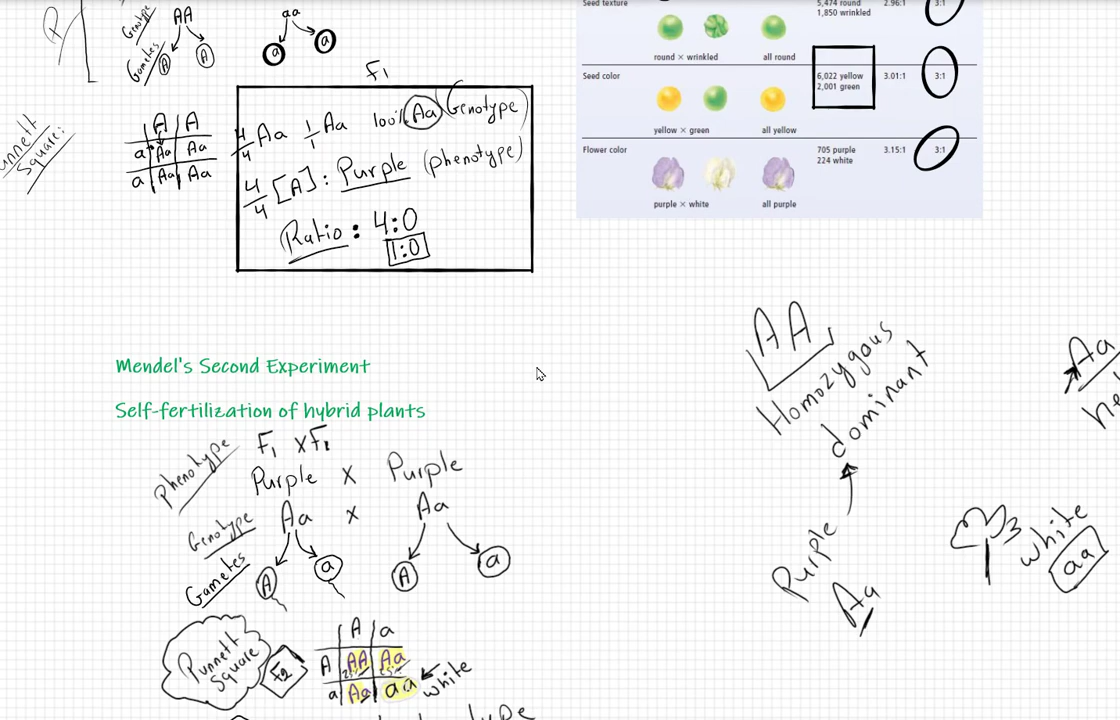 P
Genotype
AA
aa
Gametes
A
A
a
a
Punnett
Square:
A A
a Aa Aa
a Aa Aa
F1
4/4 Aa 1/1 Aa 100% Aa (Genotype)
4/4 [A]: Purple (phenotype)
Ratio: 4:0
1:0
Seed texture
5,474 round
1,850 wrinkled
2.96:1
3:1
round × wrinkled
all round
Seed color
6,022 yellow
2,001 green
3.01:1
3:1
yellow × green
all yellow
Flower color
705 purple
224 white
3.15:1
3:1
purple × white
all purple
Mendel's Second Experiment
Self-fertilization of hybrid plants
F1 x F1
Phenotype
Purple x Purple
Genotype
Aa x Aa
Gametes
A
a
A
a
Punnett
Square
F2
A a
A AA Aa
a Aa aa
white
AA
Homozygous
dominant
Purple
Aa
Aa
white
aa